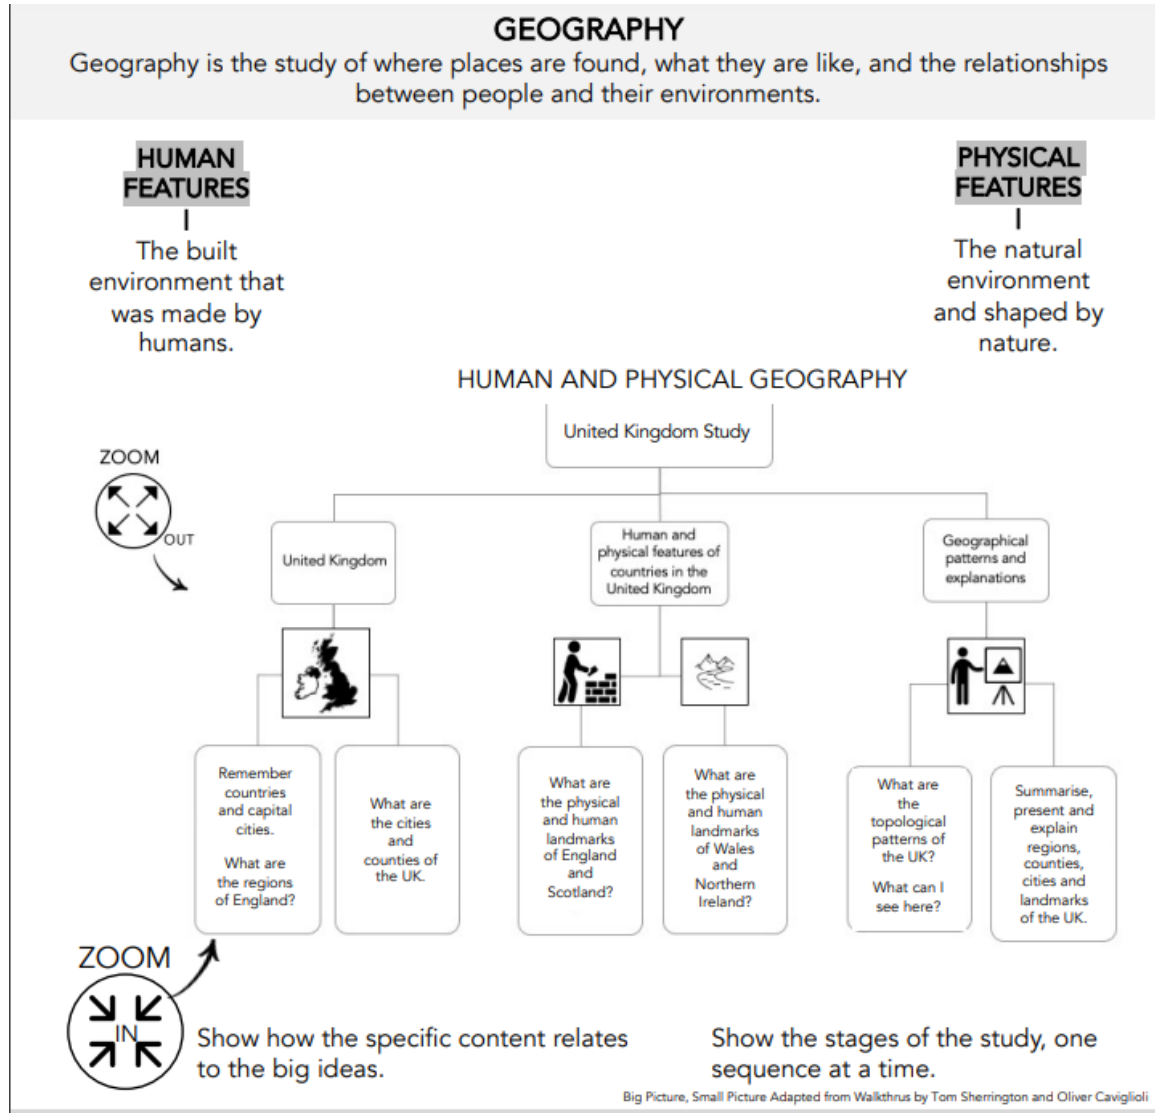 GEOGRAPHY
Geography is the study of where places are found, what they are like, and the relationships
between people and their environments.
HUMAN
FEATURES
The built
environment that
was made by
humans.
PHYSICAL
FEATURES
The natural
environment
and shaped by
nature.
HUMAN AND PHYSICAL GEOGRAPHY
United Kingdom Study
ZOOM
OUT
United Kingdom
Human and
physical features of
countries in the
United Kingdom
Geographical
patterns and
explanations
Remember
countries
and capital
cities.
What are
the regions
of England?
What are
the cities
and
counties of
the UK.
What are
the physical
and human
landmarks
of England
and
Scotland?
What are
the physical
and human
landmarks
of Wales
and
Northern
Ireland?
What are
the
topological
patterns of
the UK?
What can I
see here?
Summarise,
present and
explain
regions,
counties,
cities and
landmarks
of the UK.
ZOOM
IN
Show how the specific content relates
to the big ideas.
Show the stages of the study, one
sequence at a time.
Big Picture, Small Picture Adapted from Walkthrus by Tom Sherrington and Oliver Caviglioli